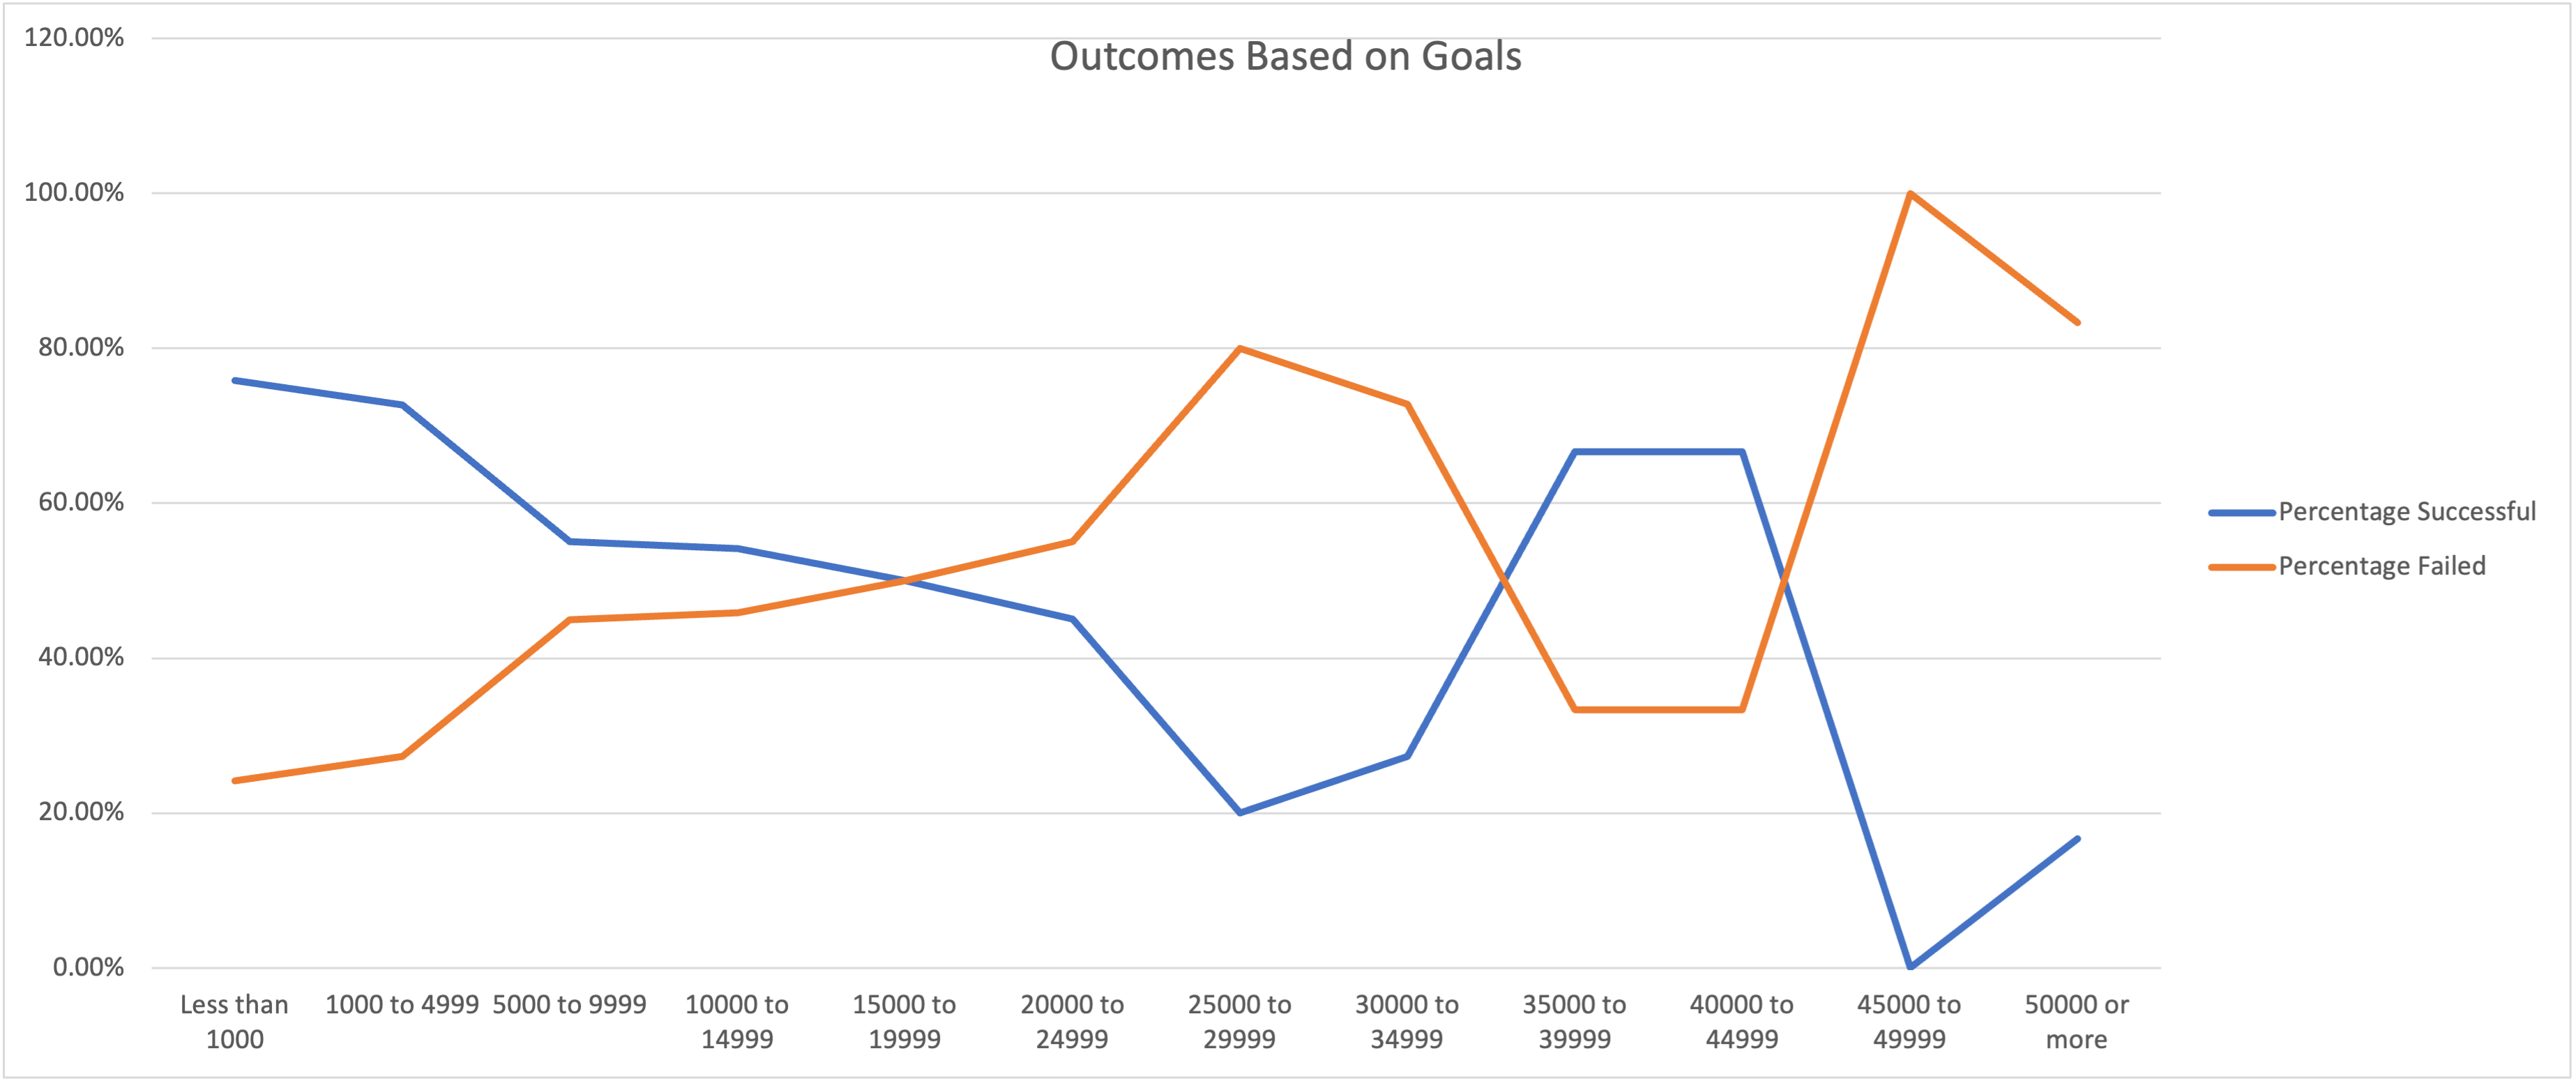 Outcomes Based on Goals
120.00%
100.00%
80.00%
60.00%
40.00%
20.00%
0.00%
Less than
1000
1000 to 4999
5000 to 9999
10000 to
14999
15000 to
19999
20000 to
24999
25000 to
29999
30000 to
34999
35000 to
39999
40000 to
44999
45000 to
49999
50000 or
more
Percentage Successful
Percentage Failed